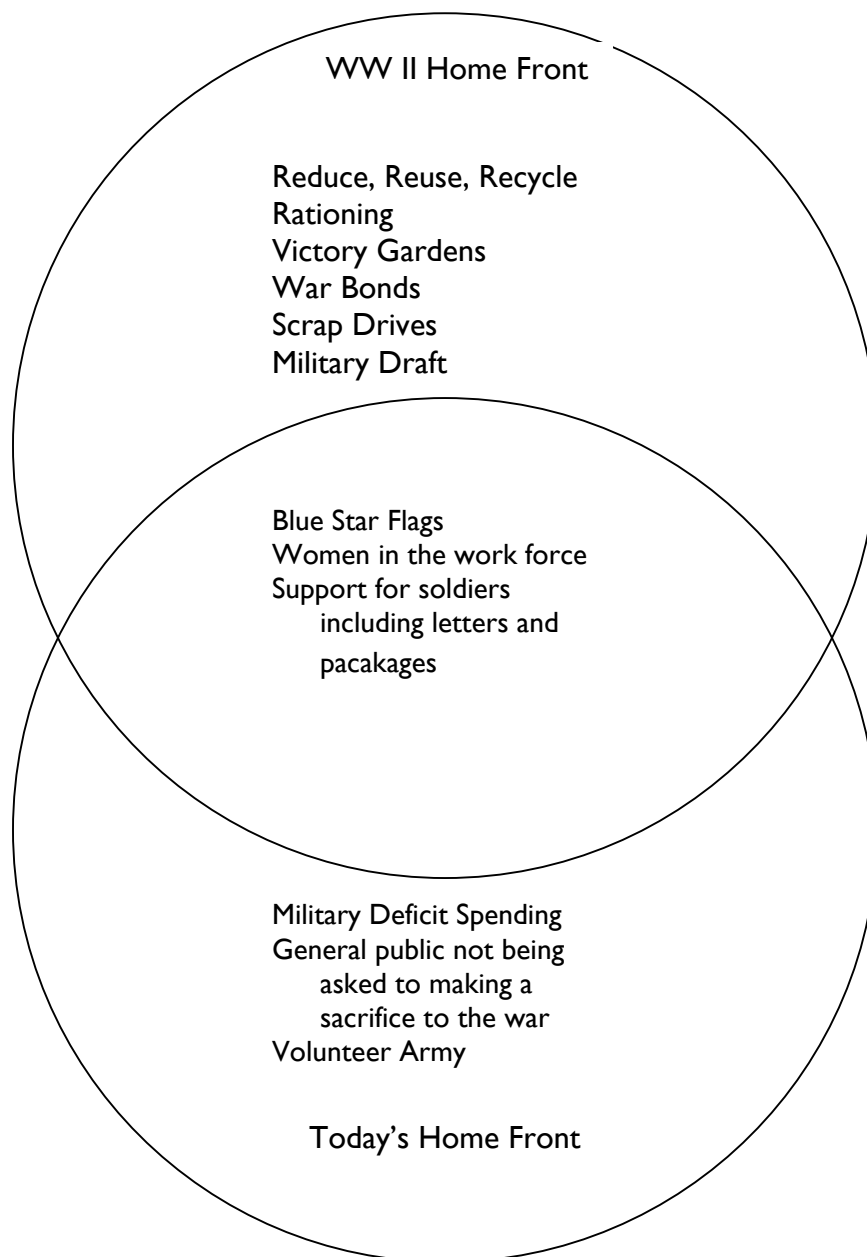 WW II Home Front
Reduce, Reuse, Recycle
Rationing
Victory Gardens
War Bonds
Scrap Drives
Military Draft
Blue Star Flags
Women in the work force
Support for soldiers
including letters and
pacakages
Military Deficit Spending
General public not being
asked to making a
sacrifice to the war
Volunteer Army
Today's Home Front